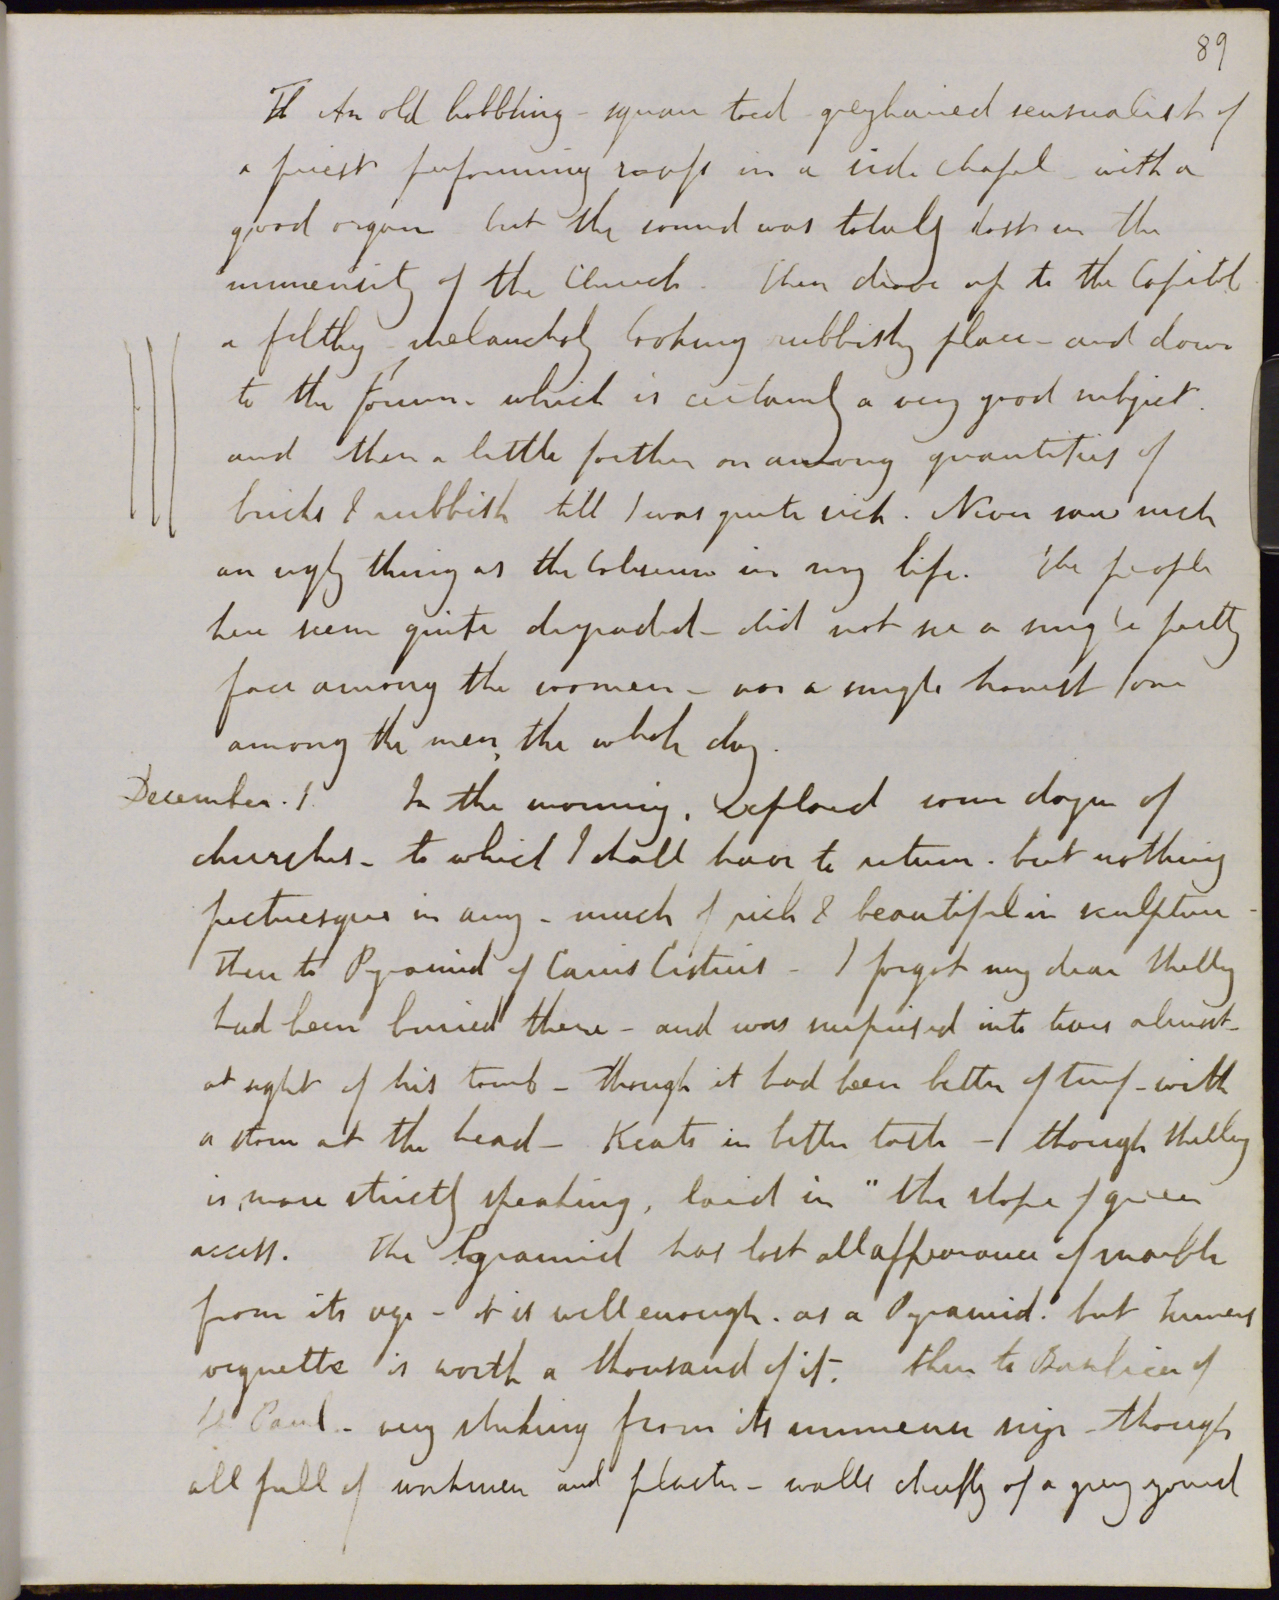 89
An old hobbling - square toed greyhaired sensualist of
a priest performing in a side chapel with a
good organ but the sound was totally lost in the
immensity of the Church. Then drove up to the Capitol
a filthy - melancholy looking rubbishy place - and down
to the forum - which is certainly a very good subject.
and then a little farther on among quantities of
bricks & rubbish till I was quite sick. Never saw such
an ugly thing as the Coliseum in my life. The people
here seem quite degraded - did not see a single pretty
face among the women - nor a single honest one
among the men, the whole day.
December. 1. In the morning, explored some dozen of
churches - to which I shall have to return - but nothing
picturesque in any - much of rich & beautiful in sculpture -
then to Pyramid of Caius Cestius - I forgot my dear Shelley
had been buried there - and was surprised into tears almost -
at sight of his tomb - though it had been better of turf - with
a stone at the head - Keats in better taste - though Shelley
is, more strictly speaking, laid in "the slope of green
access. The Pyramid has lost all appearance of marble
from its age - it is well enough - as a Pyramid. but Turners
vignette is worth a thousand of it. then to Basilica of
St Paul - very striking from its immense size - though
all full of workmen and plaster - walls chiefly of a grey